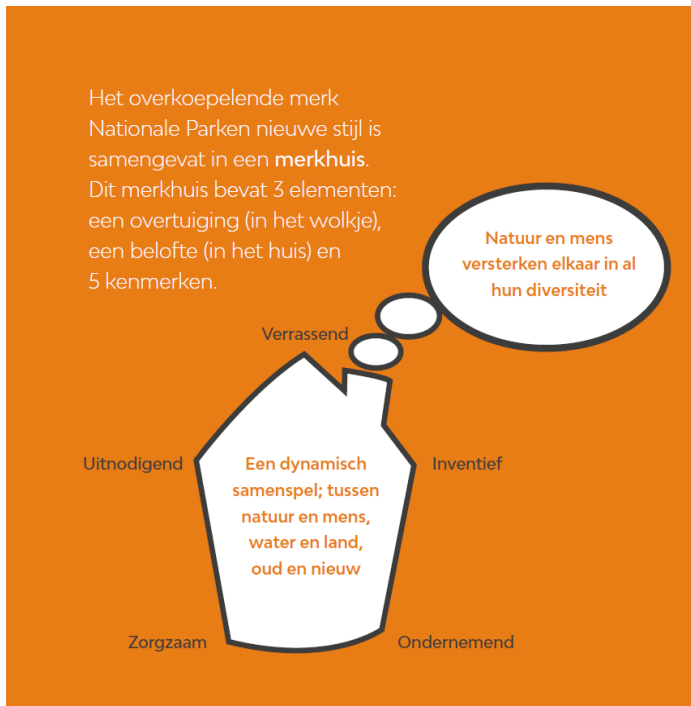 Het overkoepelende merk
Nationale Parken nieuwe stijl is
samengevat in een merkhuis.
Dit merkhuis bevat 3 elementen:
een overtuiging (in het wolkje),
een belofte (in het huis) en
5 kenmerken.
Natuur en mens
versterken elkaar in al
hun diversiteit
Verrassend
Uitnodigend
Een dynamisch
samenspel; tussen
natuur en mens,
water en land,
oud en nieuw
Inventief
Zorgzaam
Ondernemend